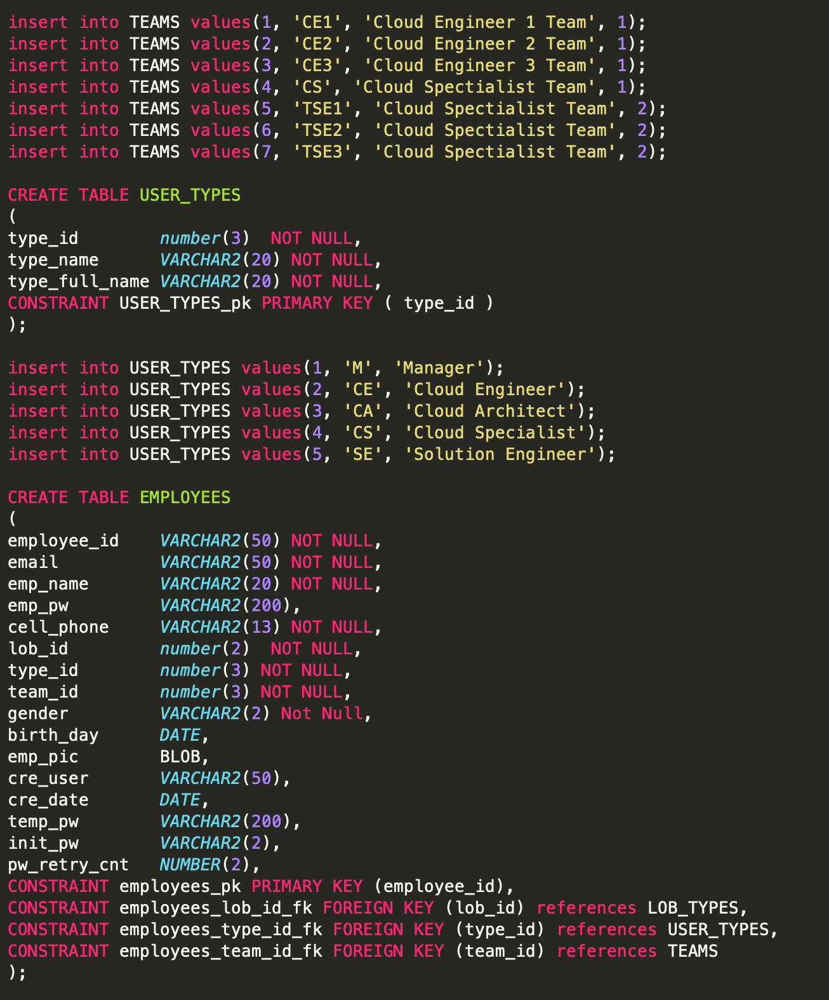 insert into TEAMS values(1, 'CE1', 'Cloud Engineer 1 Team', 1);
insert into TEAMS values(2, 'CE2', 'Cloud Engineer 2 Team', 1);
insert into TEAMS values(3, 'CE3', 'Cloud Engineer 3 Team', 1);
insert into TEAMS values(4, 'CS', 'Cloud Spectialist Team', 1);
insert into TEAMS values(5, 'TSE1', 'Cloud Spectialist Team', 2);
insert into TEAMS values(6, 'TSE2', 'Cloud Spectialist Team', 2);
insert into TEAMS values(7, 'TSE3', 'Cloud Spectialist Team', 2);

CREATE TABLE USER_TYPES
(
type_id        number(3)  NOT NULL,
type_name      VARCHAR2(20) NOT NULL,
type_full_name VARCHAR2(20) NOT NULL,
CONSTRAINT USER_TYPES_pk PRIMARY KEY ( type_id )
);

insert into USER_TYPES values(1, 'M', 'Manager');
insert into USER_TYPES values(2, 'CE', 'Cloud Engineer');
insert into USER_TYPES values(3, 'CA', 'Cloud Architect');
insert into USER_TYPES values(4, 'CS', 'Cloud Specialist');
insert into USER_TYPES values(5, 'SE', 'Solution Engineer');

CREATE TABLE EMPLOYEES
(
employee_id    VARCHAR2(50) NOT NULL,
email          VARCHAR2(50) NOT NULL,
emp_name       VARCHAR2(20) NOT NULL,
emp_pw         VARCHAR2(200),
cell_phone     VARCHAR2(13) NOT NULL,
lob_id         number(2)  NOT NULL,
type_id        number(3) NOT NULL,
team_id        number(3) NOT NULL,
gender         VARCHAR2(2) Not Null,
birth_day      DATE,
emp_pic        BLOB,
cre_user       VARCHAR2(50),
cre_date       DATE,
temp_pw        VARCHAR2(200),
init_pw        VARCHAR2(2),
pw_retry_cnt   NUMBER(2),
CONSTRAINT employees_pk PRIMARY KEY (employee_id),
CONSTRAINT employees_lob_id_fk FOREIGN KEY (lob_id) references LOB_TYPES,
CONSTRAINT employees_type_id_fk FOREIGN KEY (type_id) references USER_TYPES,
CONSTRAINT employees_team_id_fk FOREIGN KEY (team_id) references TEAMS
);